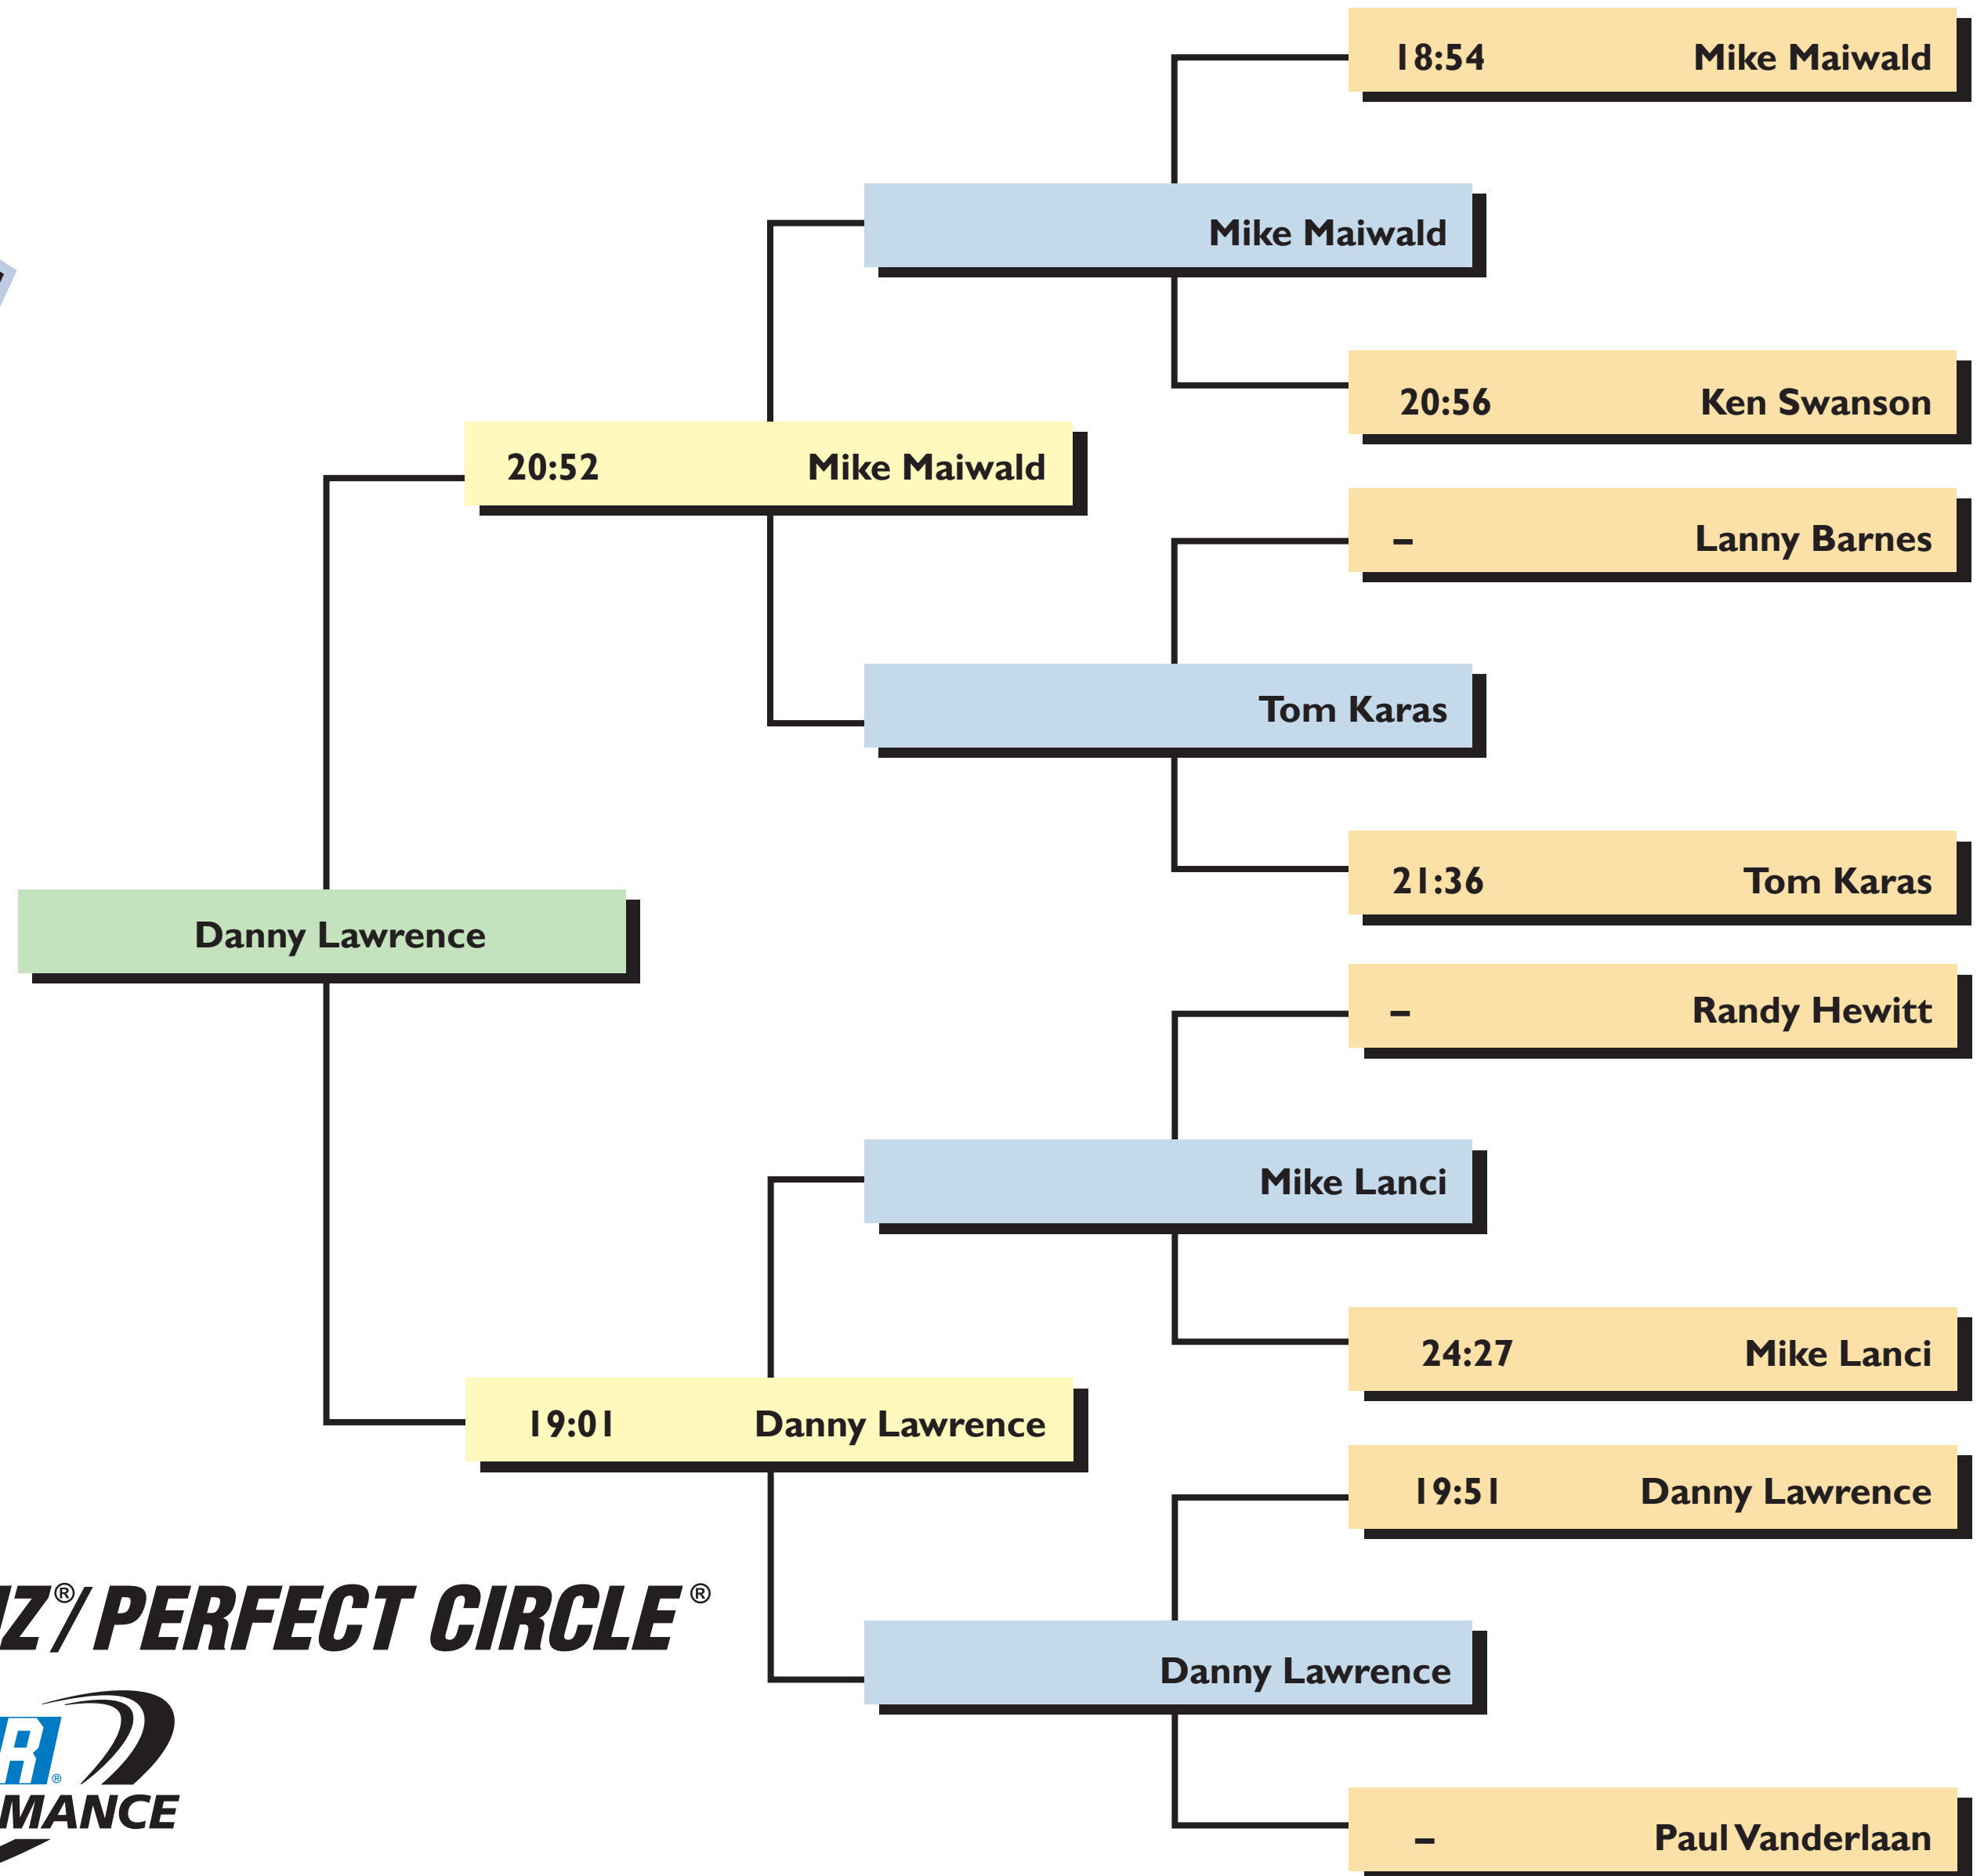 18:54 Mike Maiwald
Mike Maiwald
20:56 Ken Swanson
20:52 Mike Maiwald
– Lanny Barnes
Tom Karas
21:36 Tom Karas
Danny Lawrence
– Randy Hewitt
Mike Lanci
24:27 Mike Lanci
19:01 Danny Lawrence
19:51 Danny Lawrence
Z®/PERFECT CIRCLE®
Danny Lawrence
R®
MANCE
– Paul Vanderlaan